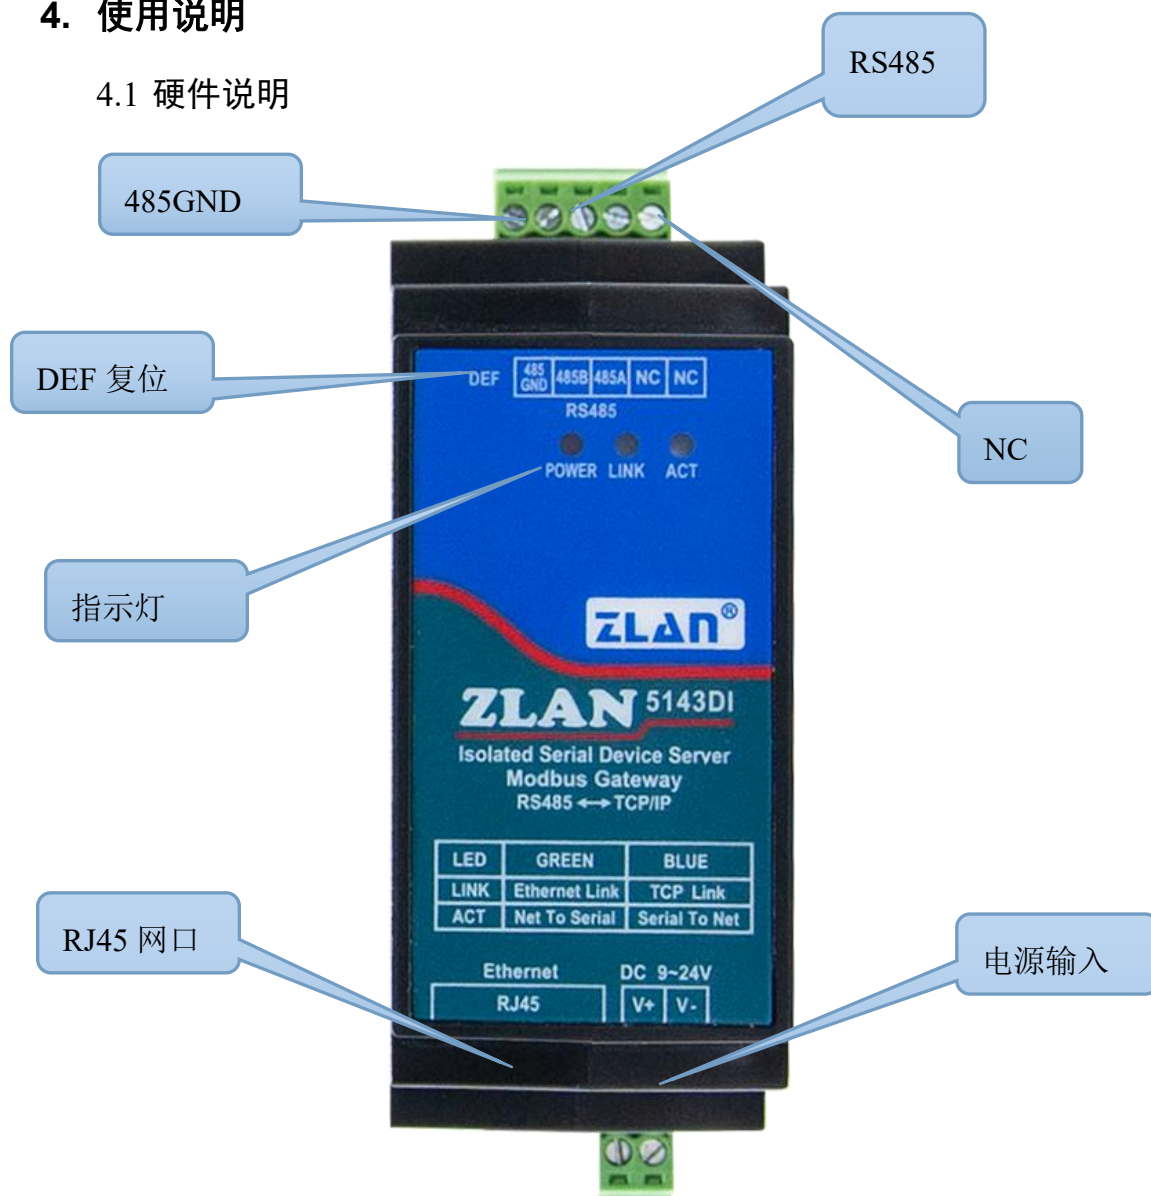 4. 使用说明
RS485
4.1 硬件说明
485GND
DEF 复位
DEF
485 GND
485B
485A
NC
NC
RS485
NC
POWER LINK ACT
指示灯
ZLAN®
ZLAN 5143DI
Isolated Serial Device Server
Modbus Gateway
RS485 ⟷ TCP/IP
LED GREEN BLUE
LINK Ethernet Link TCP Link
ACT Net To Serial Serial To Net
RJ45 网口
电源输入
Ethernet DC 9~24V
RJ45 V+ V-